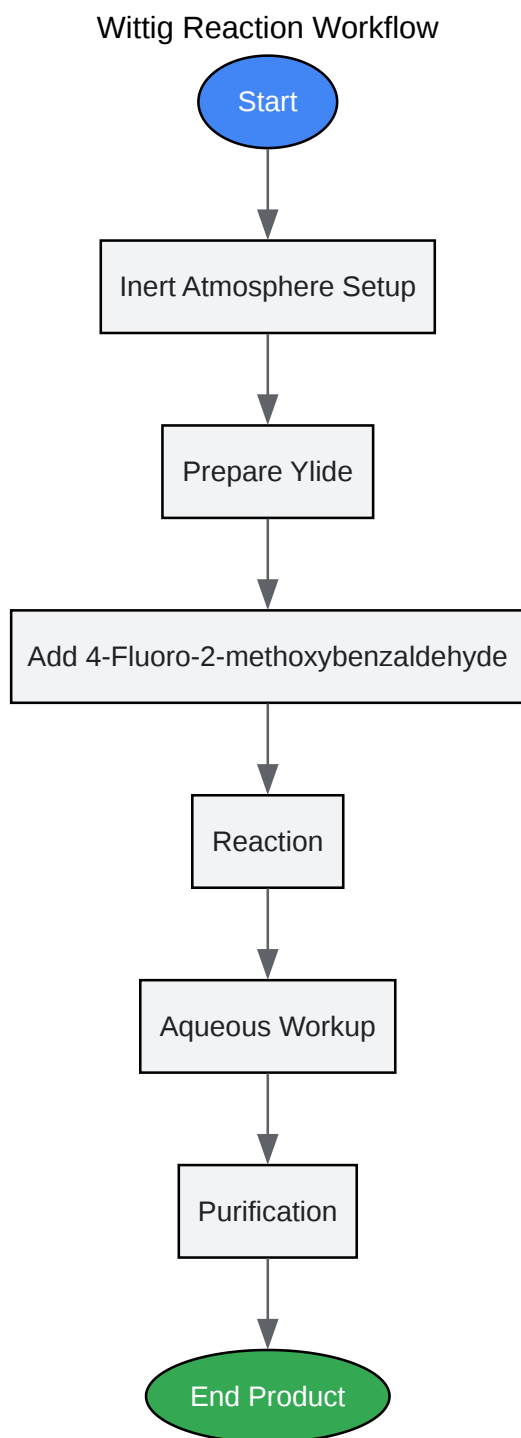 Wittig Reaction Workflow
Start
Inert Atmosphere Setup
Prepare Ylide
Add 4-Fluoro-2-methoxybenzaldehyde
Reaction
Aqueous Workup
Purification
End Product